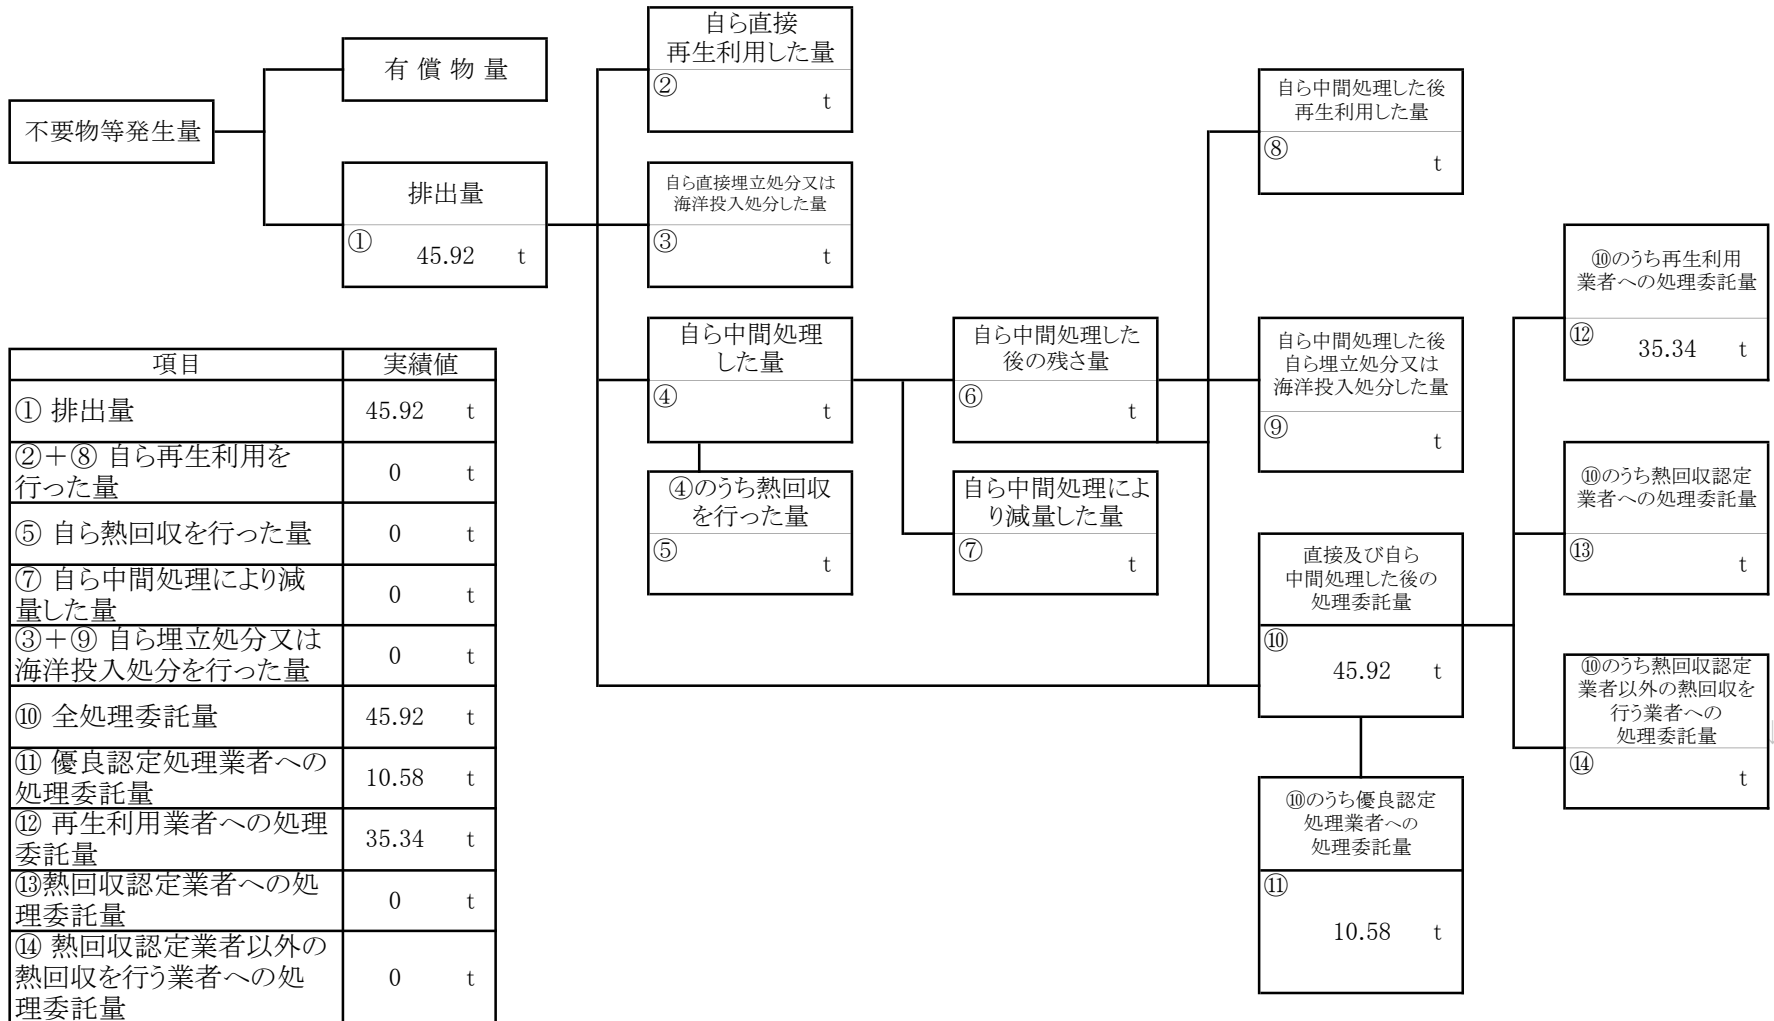 不要物等発生量
有 償 物 量
排出量
① 45.92 t
自ら直接
再生利用した量
② t
自ら直接埋立処分又は
海洋投入処分した量
③ t
自ら中間処理
した量
④ t
④のうち熱回収
を行った量
⑤ t
自ら中間処理した
後の残さ量
⑥ t
自ら中間処理によ
り減量した量
⑦ t
自ら中間処理した後
再生利用した量
⑧ t
自ら中間処理した後
自ら埋立処分又は
海洋投入処分した量
⑨ t
直接及び自ら
中間処理した後の
処理委託量
⑩ 45.92 t
⑩のうち優良認定
処理業者への
処理委託量
⑪ 10.58 t
⑩のうち再生利用
業者への処理委託量
⑫ 35.34 t
⑩のうち熱回収認定
業者への処理委託量
⑬ t
⑩のうち熱回収認定
業者以外の熱回収を
行う業者への
処理委託量
⑭ t
項目 実績値
① 排出量 45.92 t
②+⑧ 自ら再生利用を
行った量 0 t
⑤ 自ら熱回収を行った量 0 t
⑦ 自ら中間処理により減
量した量 0 t
③+⑨ 自ら埋立処分又は
海洋投入処分を行った量 0 t
⑩ 全処理委託量 45.92 t
⑪ 優良認定処理業者への
処理委託量 10.58 t
⑫ 再生利用業者への処理
委託量 35.34 t
⑬熱回収認定業者への処
理委託量 0 t
⑭ 熱回収認定業者以外の
熱回収を行う業者への処
理委託量 0 t